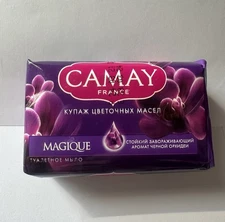 CAMAY
FRANCE
КУПАЖ ЦВЕТОЧНЫХ МАСЕЛ
MAGIQUE
СТОЙКИЙ ЗАВОРАЖИВАЮЩИЙ
АРОМАТ ЧЕРНОЙ ОРХИДЕИ
ТУАЛЕТНОЕ МЫЛО